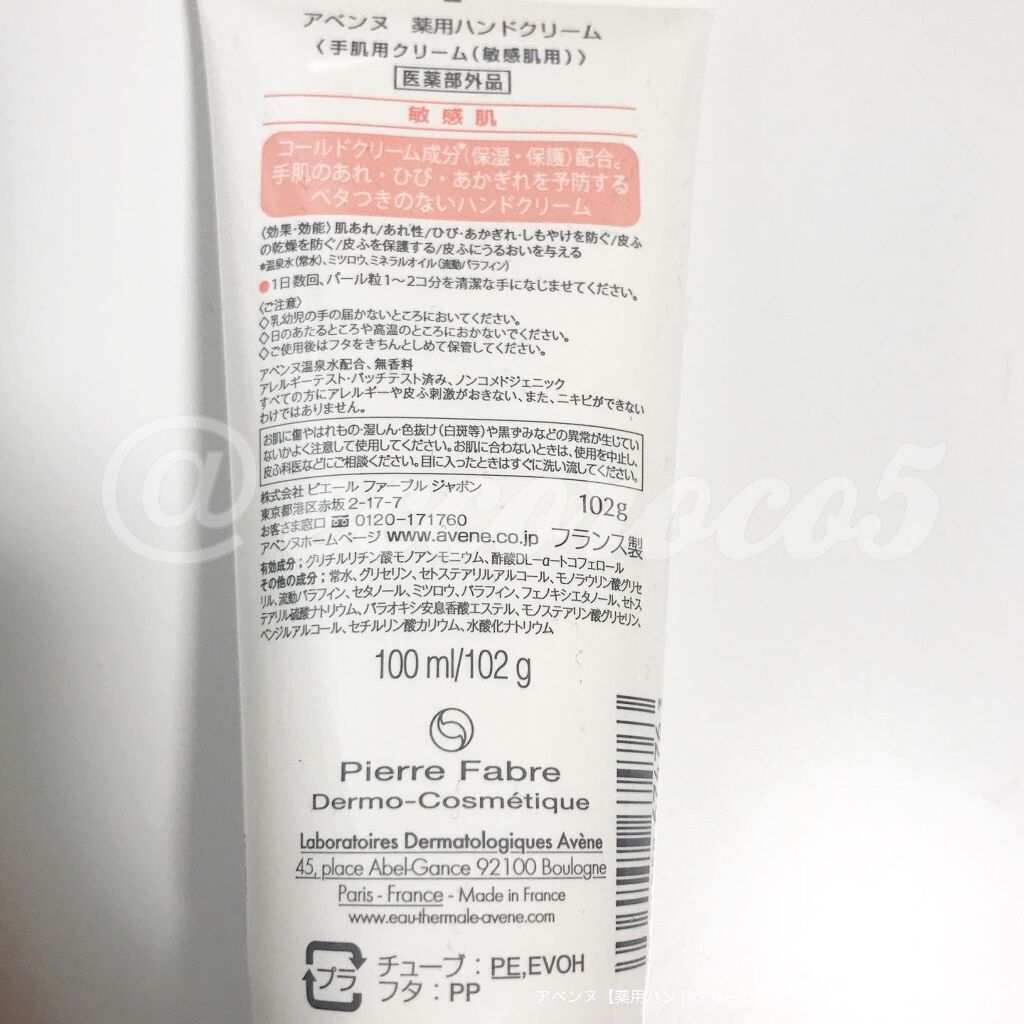 アベンヌ 薬用ハンドクリーム
〈手肌用クリーム(敏感肌用)〉
医薬部外品
敏感肌
コールドクリーム成分*(保湿・保護)配合。
手肌のあれ・ひび・あかぎれを予防する
ベタつきのないハンドクリーム
〈効果・効能〉肌あれ/あれ性/ひび・あかぎれ・しもやけを防ぐ/皮ふ
の乾燥を防ぐ/皮ふを保護する/皮ふにうるおいを与える
*温泉水(常水)、ミツロウ、ミネラルオイル(流動パラフィン)
●1日数回、パール粒1〜2コ分を清潔な手になじませてください。
〈ご注意〉
◇乳幼児の手の届かないところにおいてください。
◇日のあたるところや高温のところにおかないでください。
◇ご使用後はフタをきちんとしめて保管してください。
アベンヌ温泉水配合、無香料
アレルギーテスト・パッチテスト済み、ノンコメドジェニック
すべての方にアレルギーや皮ふ刺激がおきない、また、ニキビができない
わけではありません。
お肌に傷やはれもの・湿しん・色抜け(白斑等)や黒ずみなどの異常が生じてい
ないかよく注意して使用してください。お肌に合わないときは、使用を中止し、
皮ふ科医などにご相談ください。目に入ったときはすぐに洗い流してください。
株式会社 ピエール ファーブル ジャポン
東京都港区赤坂2-17-7 102g
お客さま窓口 0120-171760
アベンヌホームページ www.avene.co.jp フランス製
有効成分;グリチルリチン酸モノアンモニウム、酢酸DL-α-トコフェロール
その他の成分;常水、グリセリン、セトステアリルアルコール、モノラウリン酸グリセ
リル、流動パラフィン、セタノール、ミツロウ、パラフィン、フェノキシエタノール、セトス
テアリル硫酸ナトリウム、パラオキシ安息香酸エステル、モノステアリン酸グリセリン、
ベンジルアルコール、セチルリン酸カリウム、水酸化ナトリウム
100 ml/102 g
Pierre Fabre
Dermo-Cosmétique
Laboratoires Dermatologiques Avène
45, place Abel-Gance 92100 Boulogne
Paris - France - Made in France
www.eau-thermale-avene.com
プラ
チューブ:PE,EVOH
フタ:PP
アベンヌ【薬用ハンドクリーム】